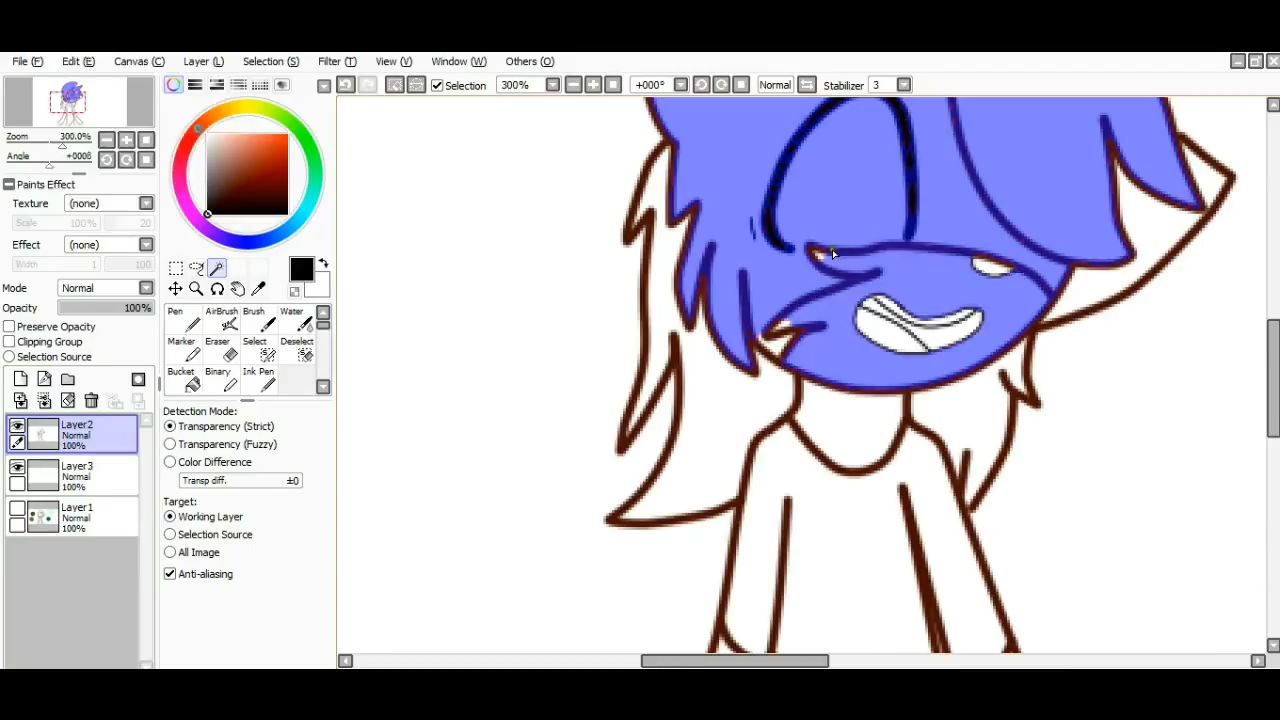 File (F) Edit (E) Canvas (C) Layer (L) Selection (S) Filter (T) View (V) Window (W) Others (O)
Selection 300% +000° Normal Stabilizer 3
Zoom 300.0%
Angle +000ß
Paints Effect
Texture (none)
Scale 100% 20
Effect (none)
Width 1 100
Mode Normal
Opacity 100%
Preserve Opacity
Clipping Group
Selection Source
Layer2
Normal
100%
Layer3
Normal
100%
Layer1
Normal
100%
Pen AirBrush Brush Water
Marker Eraser Select Deselect
Bucket Binary Ink Pen
Detection Mode:
Transparency (Strict)
Transparency (Fuzzy)
Color Difference
Transp diff. ±0
Target:
Working Layer
Selection Source
All Image
Anti-aliasing